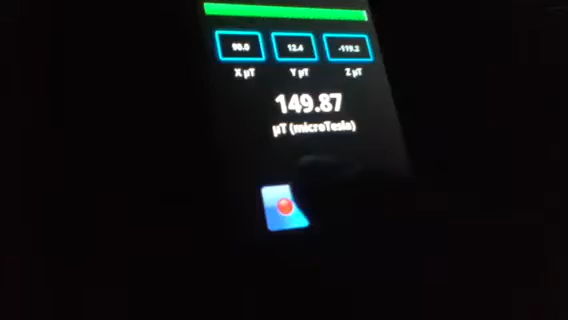 90.0 12.4 -119.2
X µT Y µT Z µT
149.87
µT (microTesla)